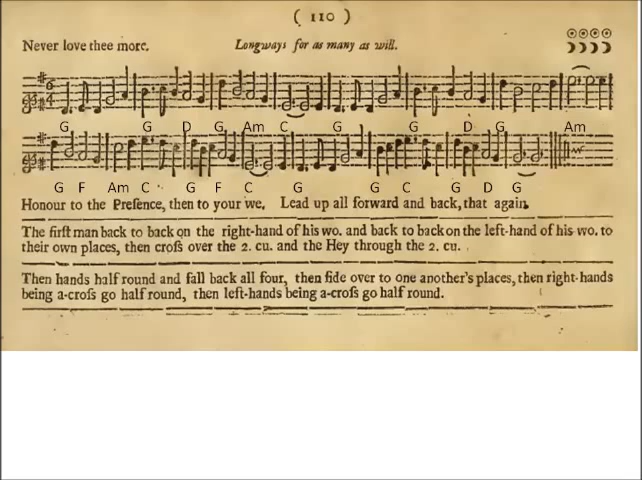 ( 110 )
Never love thee more. Longways for as many as will.
6
4
G G D G Am C G G D G Am
G F Am C G F C G G C G D G
Honour to the Preſence, then to your we. Lead up all forward and back, that again.
The firſt man back to back on the right-hand of his wo. and back to back on the left-hand of his wo. to
their own places, then croſs over the 2. cu. and the Hey through the 2. cu.
Then hands half round and fall back all four, then ſide over to one another's places, then right-hands
being a-croſs go half round, then left-hands being a-croſs go half round.